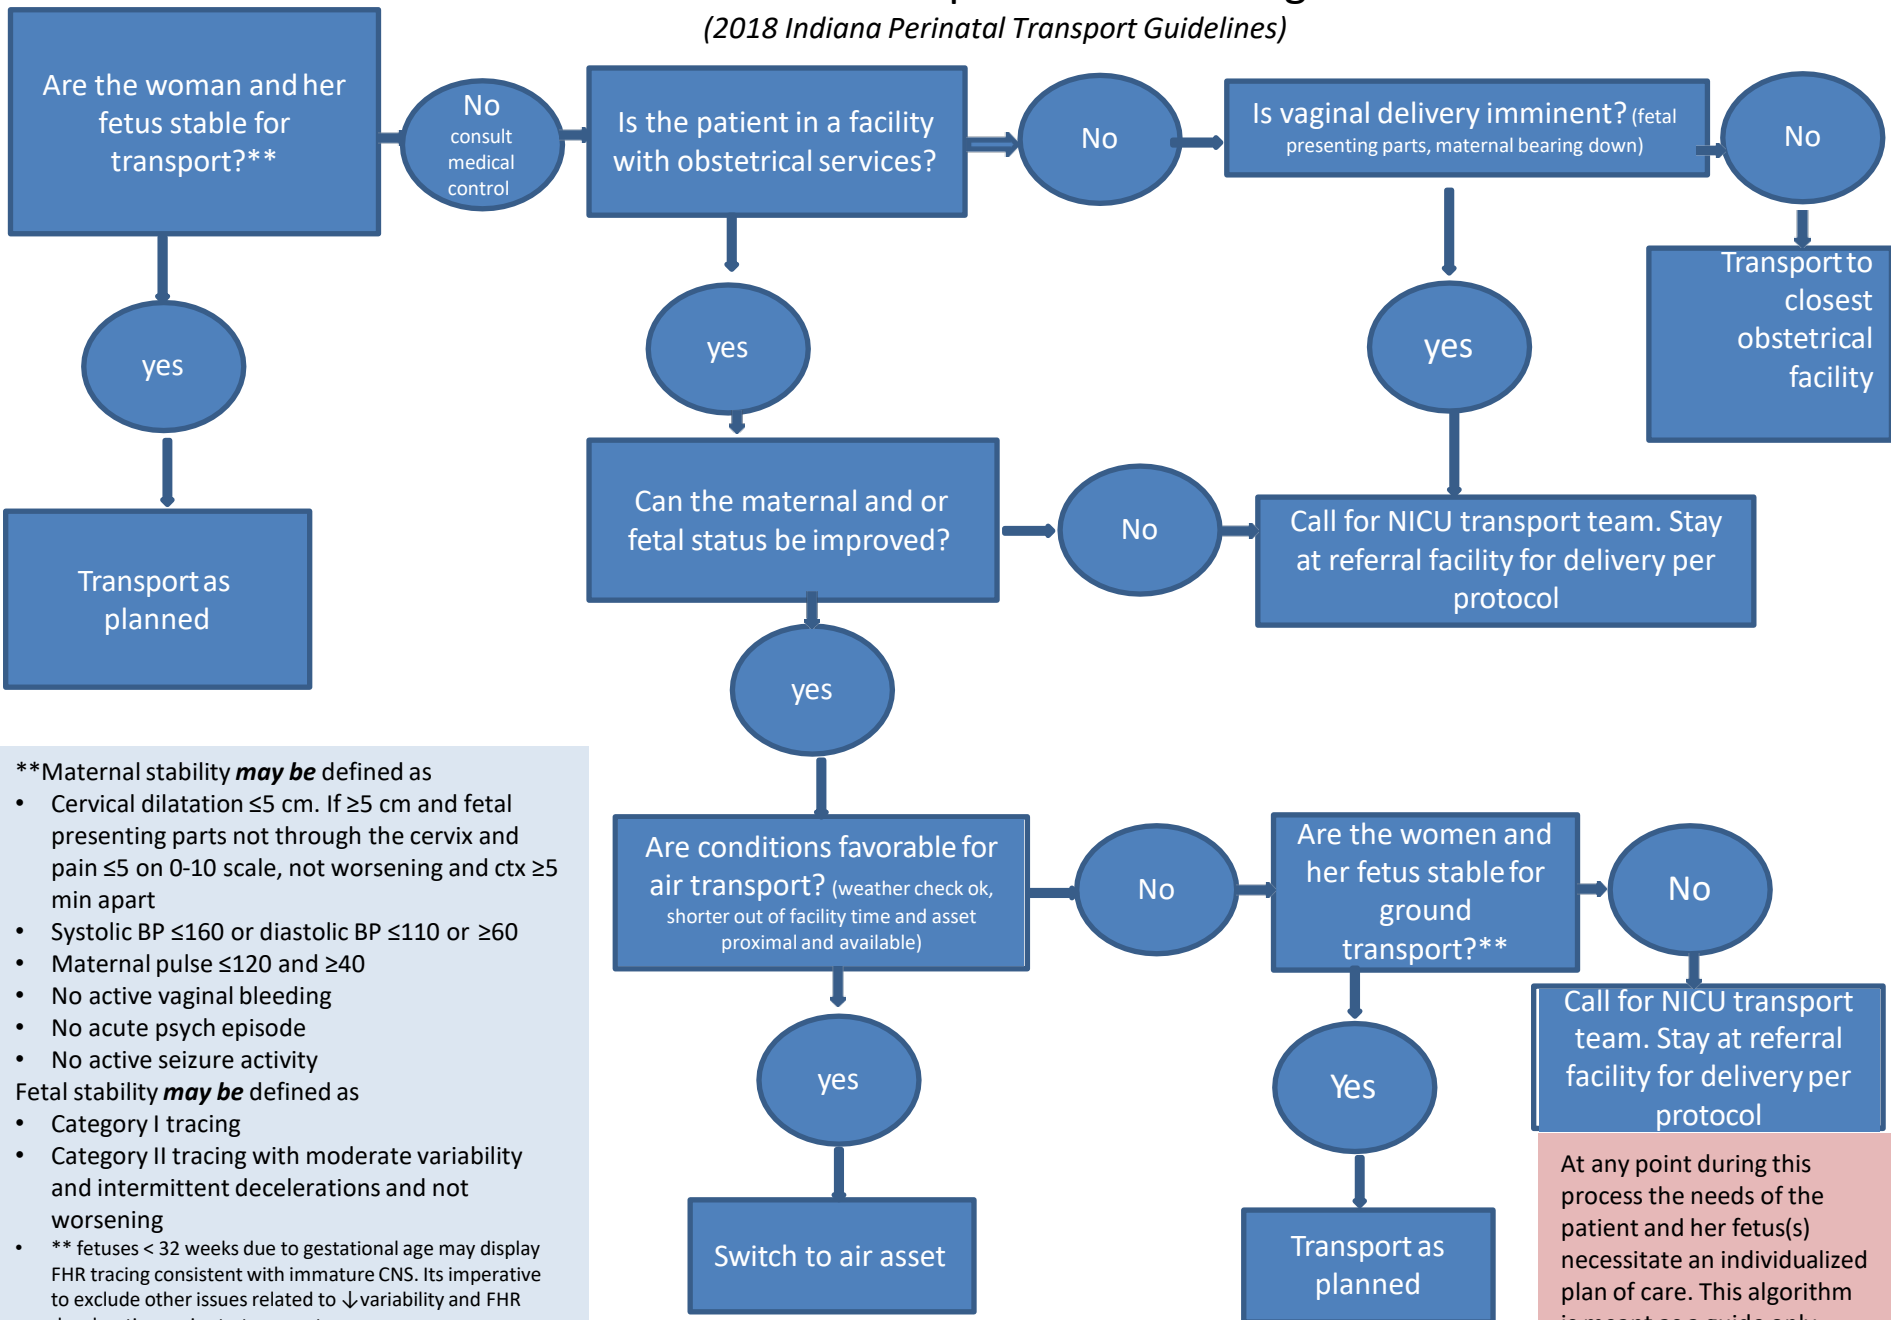 (2018 Indiana Perinatal Transport Guidelines)
Are the woman and her
fetus stable for
transport?**
No
consult
medical
control
Is the patient in a facility
with obstetrical services?
No
Is vaginal delivery imminent? (fetal
presenting parts, maternal bearing down)
No
yes
yes
yes
Transport to
closest
obstetrical
facility
Transport as
planned
Can the maternal and or
fetal status be improved?
No
Call for NICU transport team. Stay
at referral facility for delivery per
protocol
yes
Are conditions favorable for
air transport? (weather check ok,
shorter out of facility time and asset
proximal and available)
No
Are the women and
her fetus stable for
ground
transport?**
No
yes
Yes
Call for NICU transport
team. Stay at referral
facility for delivery per
protocol
Switch to air asset
Transport as
planned
**Maternal stability may be defined as
• Cervical dilatation ≤5 cm. If ≥5 cm and fetal
presenting parts not through the cervix and
pain ≤5 on 0-10 scale, not worsening and ctx ≥5
min apart
• Systolic BP ≤160 or diastolic BP ≤110 or ≥60
• Maternal pulse ≤120 and ≥40
• No active vaginal bleeding
• No acute psych episode
• No active seizure activity
Fetal stability may be defined as
• Category I tracing
• Category II tracing with moderate variability
and intermittent decelerations and not
worsening
• ** fetuses < 32 weeks due to gestational age may display
FHR tracing consistent with immature CNS. Its imperative
to exclude other issues related to ↓variability and FHR
At any point during this
process the needs of the
patient and her fetus(s)
necessitate an individualized
plan of care. This algorithm
is meant as a guide only